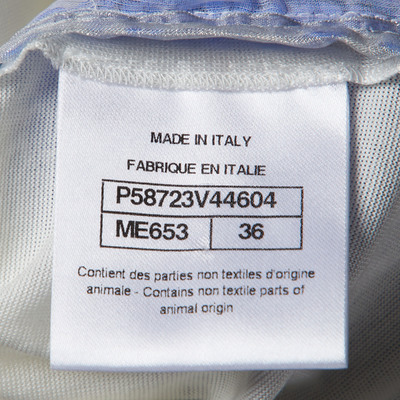 MADE IN ITALY
FABRIQUE EN ITALIE
P58723V44604
ME653 36
Contient des parties non textiles d'origine
animale - Contains non textile parts of
animal origin